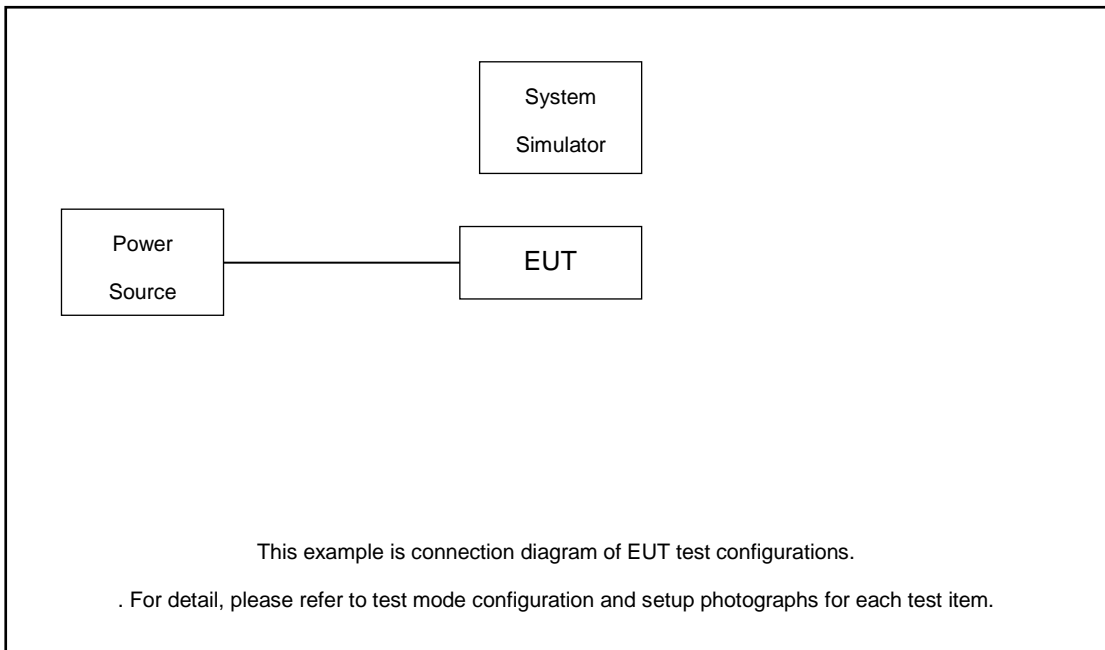 System
Simulator
Power
Source
EUT
This example is connection diagram of EUT test configurations.
. For detail, please refer to test mode configuration and setup photographs for each test item.